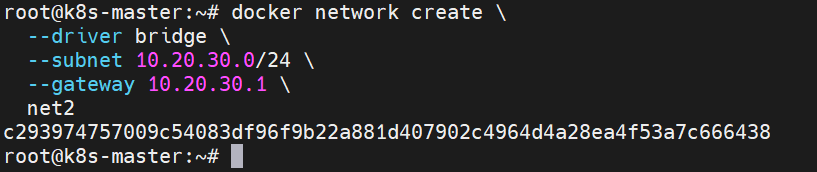 root@k8s-master:~# docker network create \
--driver bridge \
--subnet 10.20.30.0/24 \
--gateway 10.20.30.1 \
net2
c293974757009c54083df96f9b22a881d407902c4964d4a28ea4f53a7c666438
root@k8s-master:~#